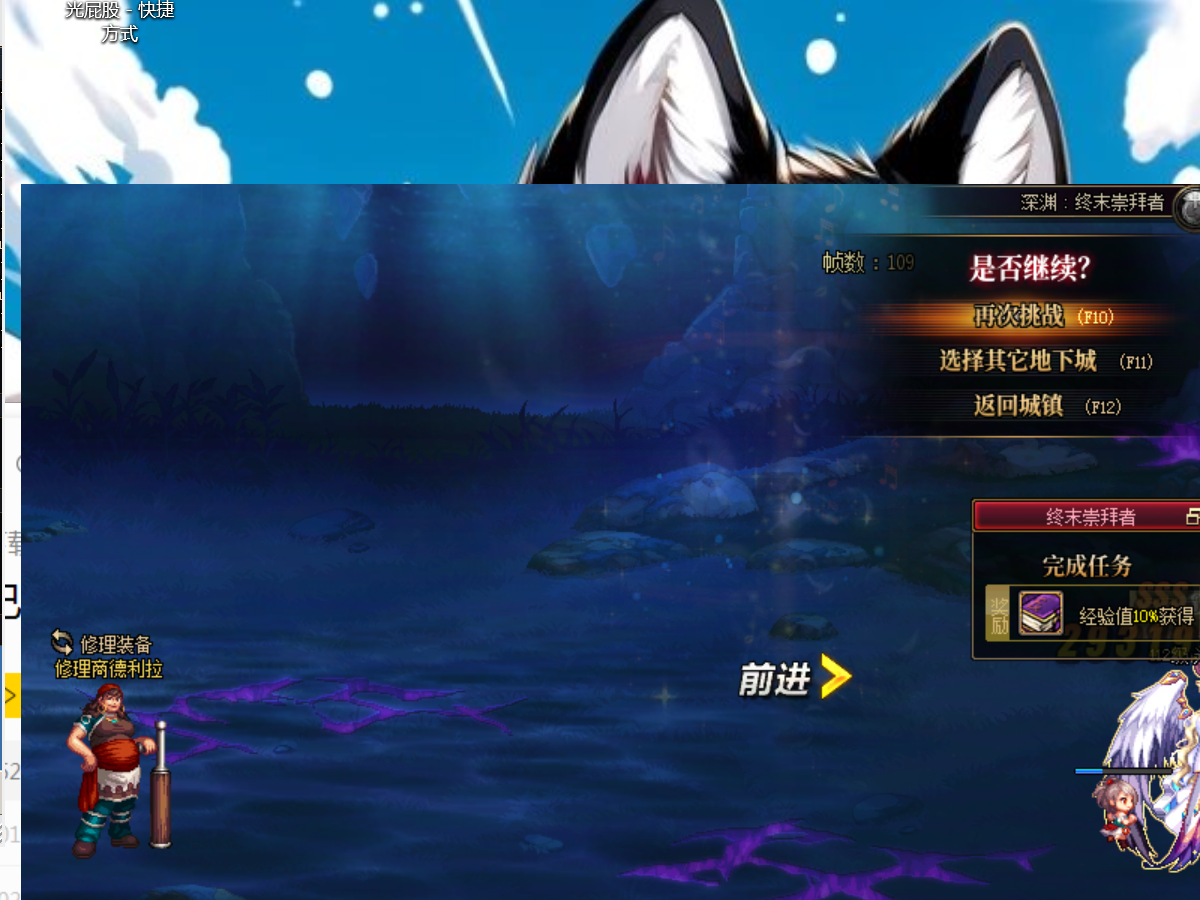 光屁股 - 快捷
方式
深渊：终末崇拜者
帧数：109
是否继续？
再次挑战 (F10)
选择其它地下城 (F11)
返回城镇 (F12)
终末崇拜者
完成任务
奖励
经验值10%获得
修理装备
修理商德利拉
前进